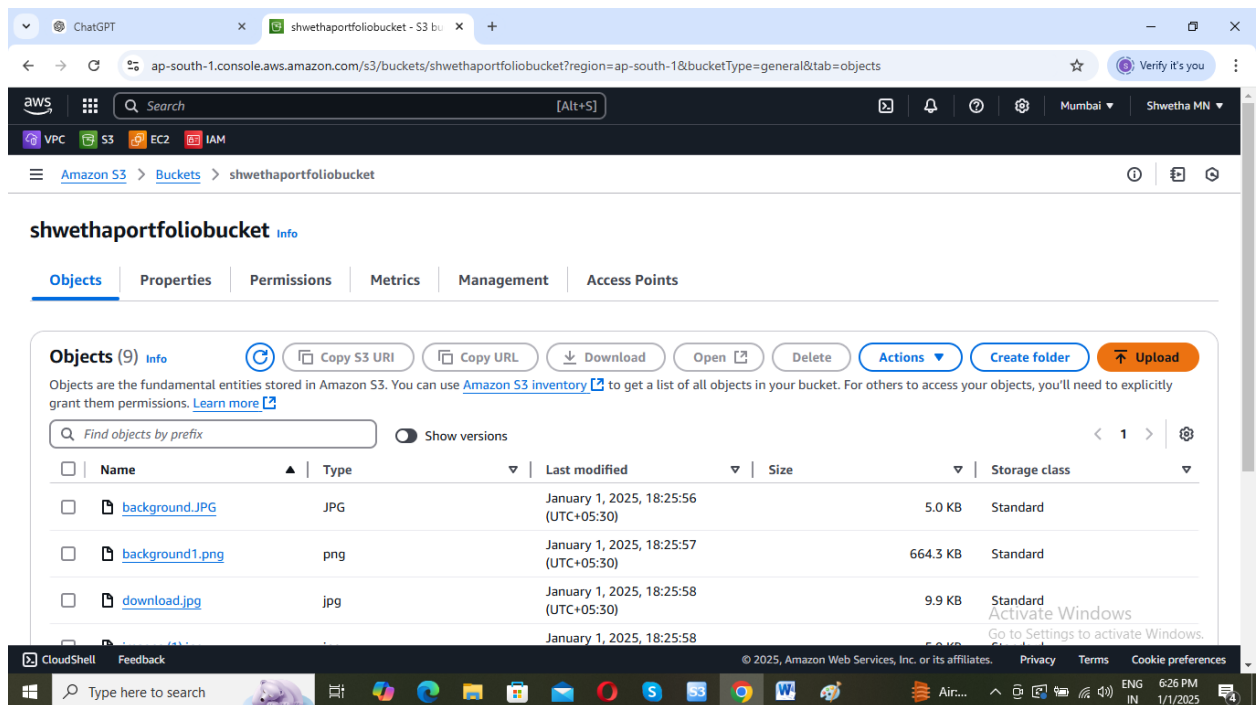 ChatGPT
shwethaportfoliobucket - S3 bu
ap-south-1.console.aws.amazon.com/s3/buckets/shwethaportfoliobucket?region=ap-south-1&bucketType=general&tab=objects
S Verify it's you
aws Search [Alt+S] Mumbai Shwetha MN
VPC S3 EC2 IAM
Amazon S3 > Buckets > shwethaportfoliobucket
shwethaportfoliobucket Info
Objects Properties Permissions Metrics Management Access Points
Objects (9) Info Copy S3 URI Copy URL Download Open Delete Actions Create folder Upload
Objects are the fundamental entities stored in Amazon S3. You can use Amazon S3 inventory to get a list of all objects in your bucket. For others to access your objects, you'll need to explicitly
grant them permissions. Learn more
Find objects by prefix Show versions 1
Name Type Last modified Size Storage class
background.JPG JPG January 1, 2025, 18:25:56 (UTC+05:30) 5.0 KB Standard
background1.png png January 1, 2025, 18:25:57 (UTC+05:30) 664.3 KB Standard
download.jpg jpg January 1, 2025, 18:25:58 (UTC+05:30) 9.9 KB Standard
January 1, 2025, 18:25:58
Activate Windows
Go to Settings to activate Windows.
CloudShell Feedback © 2025, Amazon Web Services, Inc. or its affiliates. Privacy Terms Cookie preferences
Type here to search S S3 W Air:... ENG 6:26 PM
IN 1/1/2025 4